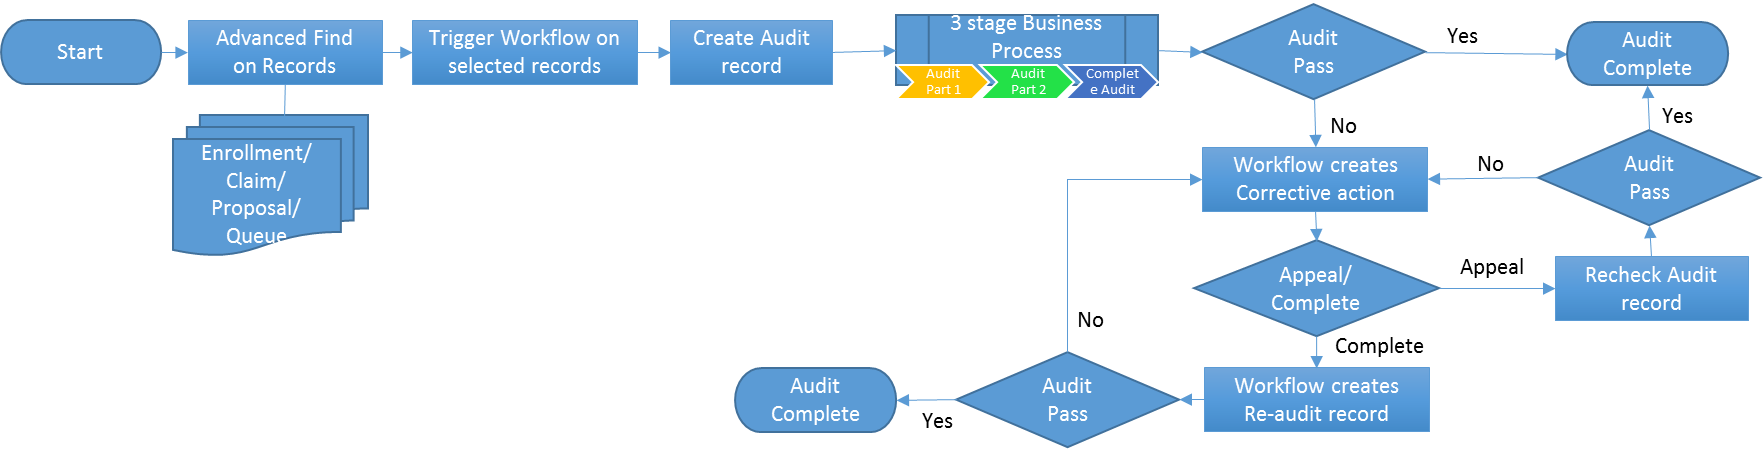 Start
Advanced Find
on Records
Trigger Workflow on
selected records
Create Audit
record
3 stage Business
Process
Audit
Part 1
Audit
Part 2
Complet
e Audit
Audit
Pass
Yes
Audit
Complete
Enrollment/
Claim/
Proposal/
Queue
No
Workflow creates
Corrective action
No
Audit
Pass
Yes
Appeal/
Complete
Appeal
Recheck Audit
record
No
Complete
Audit
Complete
Yes
Audit
Pass
Workflow creates
Re-audit record